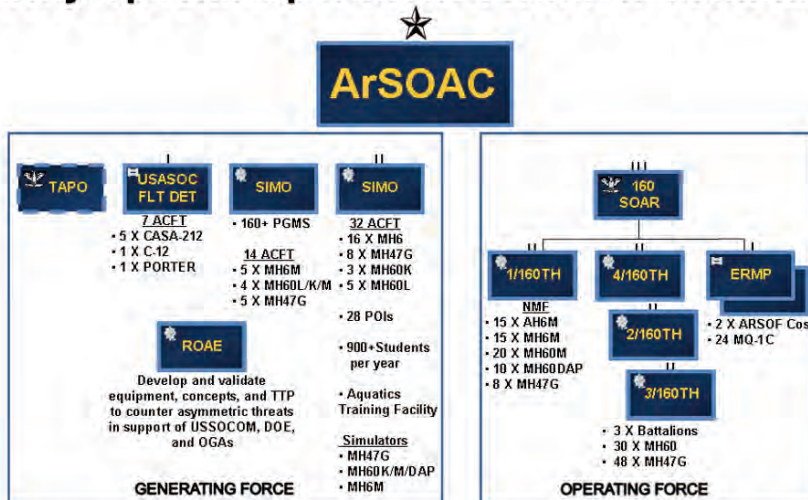 ArSOAC
TAPO
USASOC
FLT DET
7 ACFT
• 5 X CASA-212
• 1 X C-12
• 1 X PORTER
SIMO
• 160+ PGMS
14 ACFT
• 5 X MH6M
• 4 X MH60L/K/M
• 5 X MH47G
SIMO
32 ACFT
• 16 X MH6
• 8 X MH47G
• 3 X MH60K
• 5 X MH60L
• 28 POIs
• 900+Students
per year
• Aquatics
Training Facility
Simulators
• MH47G
• MH60K/M/DAP
• MH6M
ROAE
Develop and validate
equipment, concepts, and TTP
to counter asymmetric threats
in support of USSOCOM, DOE,
and OGAs
GENERATING FORCE
160
SOAR
1/160TH
NMF
• 15 X AH6M
• 15 X MH6M
• 20 X MH60M
• 10 X MH60DAP
• 8 X MH47G
4/160TH
2/160TH
3/160TH
• 3 X Battalions
• 30 X MH60
• 48 X MH47G
ERMP
• 2 X ARSOF Cos
• 24 MQ-1C
OPERATING FORCE